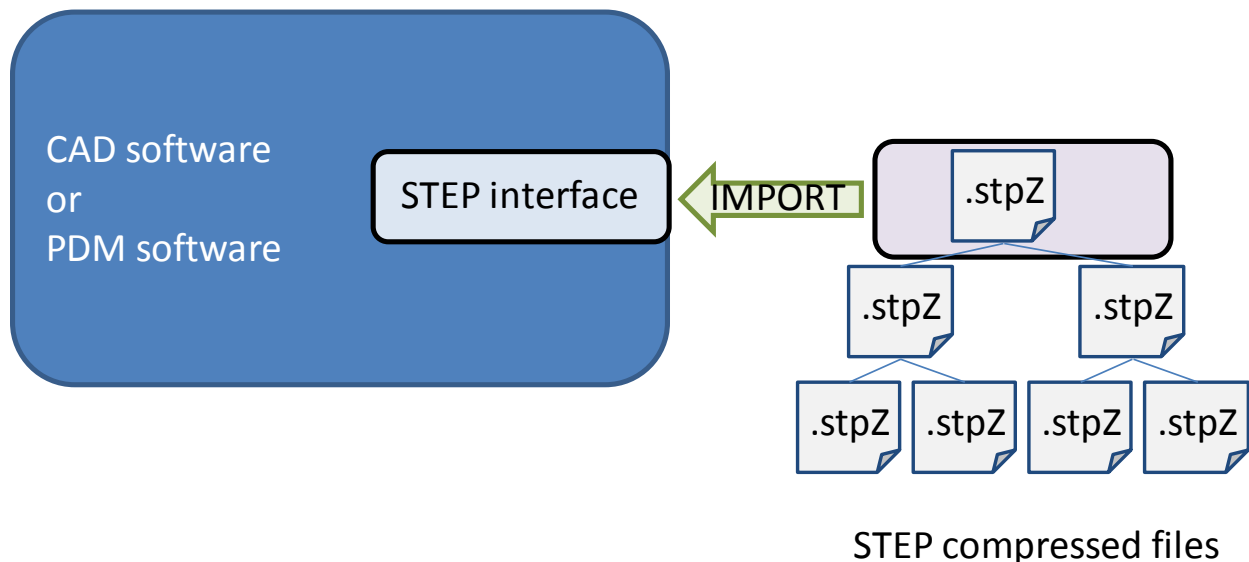 CAD software
or
PDM software
STEP interface
IMPORT
.stpZ
.stpZ
.stpZ
.stpZ
.stpZ
.stpZ
.stpZ
STEP compressed files